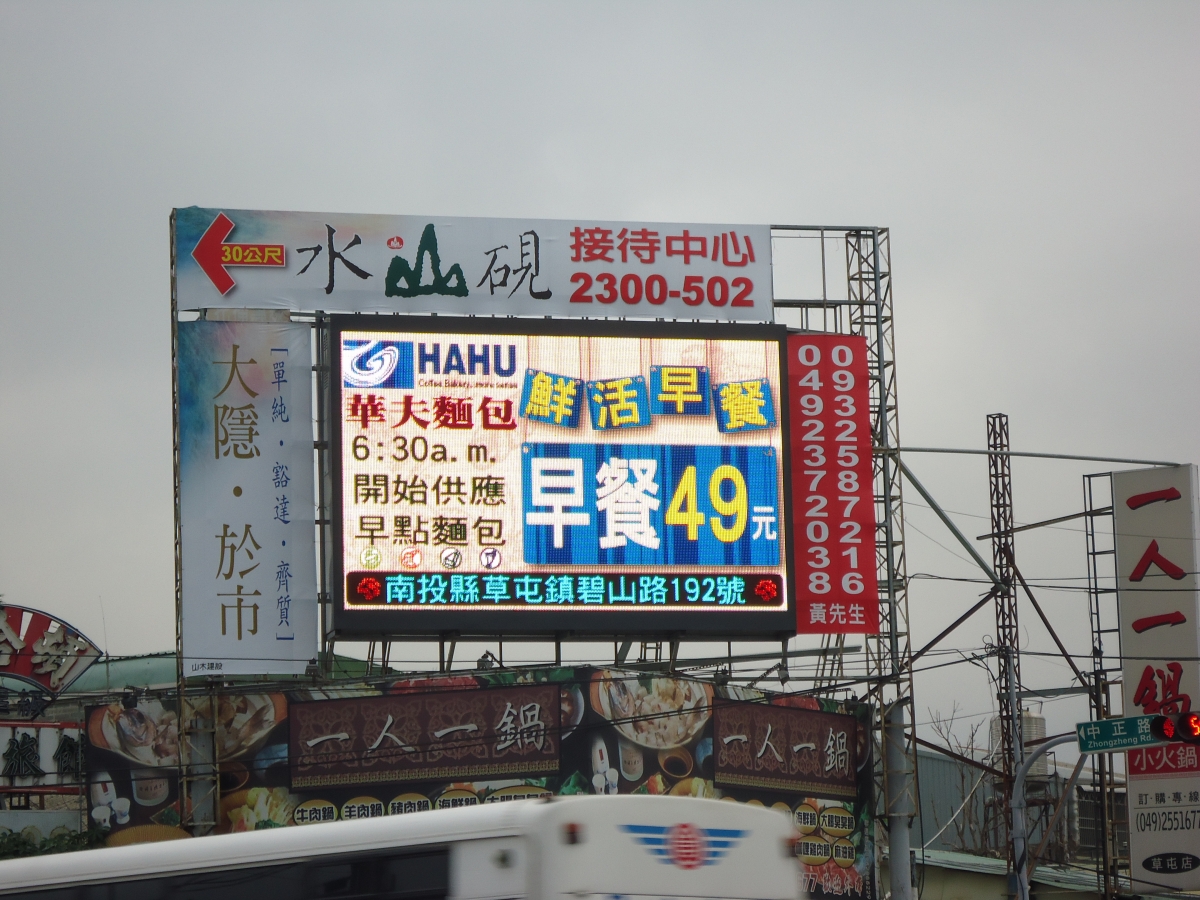 30公尺
水山硯
接待中心
2300-502
大隱·於市
「單純·豁達·齊質」
山木建設
HAHU
華夫麵包
6:30a.m.
開始供應
早點麵包
鮮活早餐
早餐49元
南投縣草屯鎮碧山路192號
0932587216
0492372038
黃先生
一人一鍋
一人一鍋
牛肉鍋
羊肉鍋
豬肉鍋
海鮮鍋
一人一鍋
小火鍋
訂·購·專·線
(049)255167
草屯店
中正路
Zhongzheng Rd